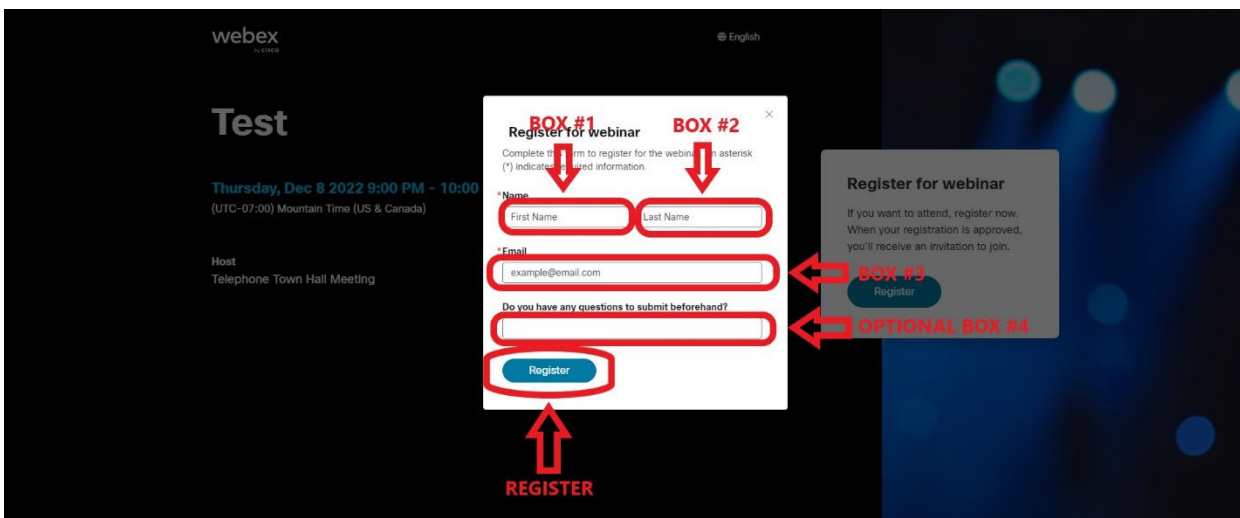 webex
by CISCO
English
Test
Thursday, Dec 8 2022 9:00 PM - 10:00
(UTC-07:00) Mountain Time (US & Canada)
Host
Telephone Town Hall Meeting
BOX #1
BOX #2
Register for webinar
Complete this form to register for the webinar. An asterisk
(*) indicates required information.
*Name
First Name
Last Name
*Email
example@email.com
BOX #3
Do you have any questions to submit beforehand?
OPTIONAL BOX #4
Register
REGISTER
Register for webinar
If you want to attend, register now.
When your registration is approved,
you'll receive an invitation to join.
Register